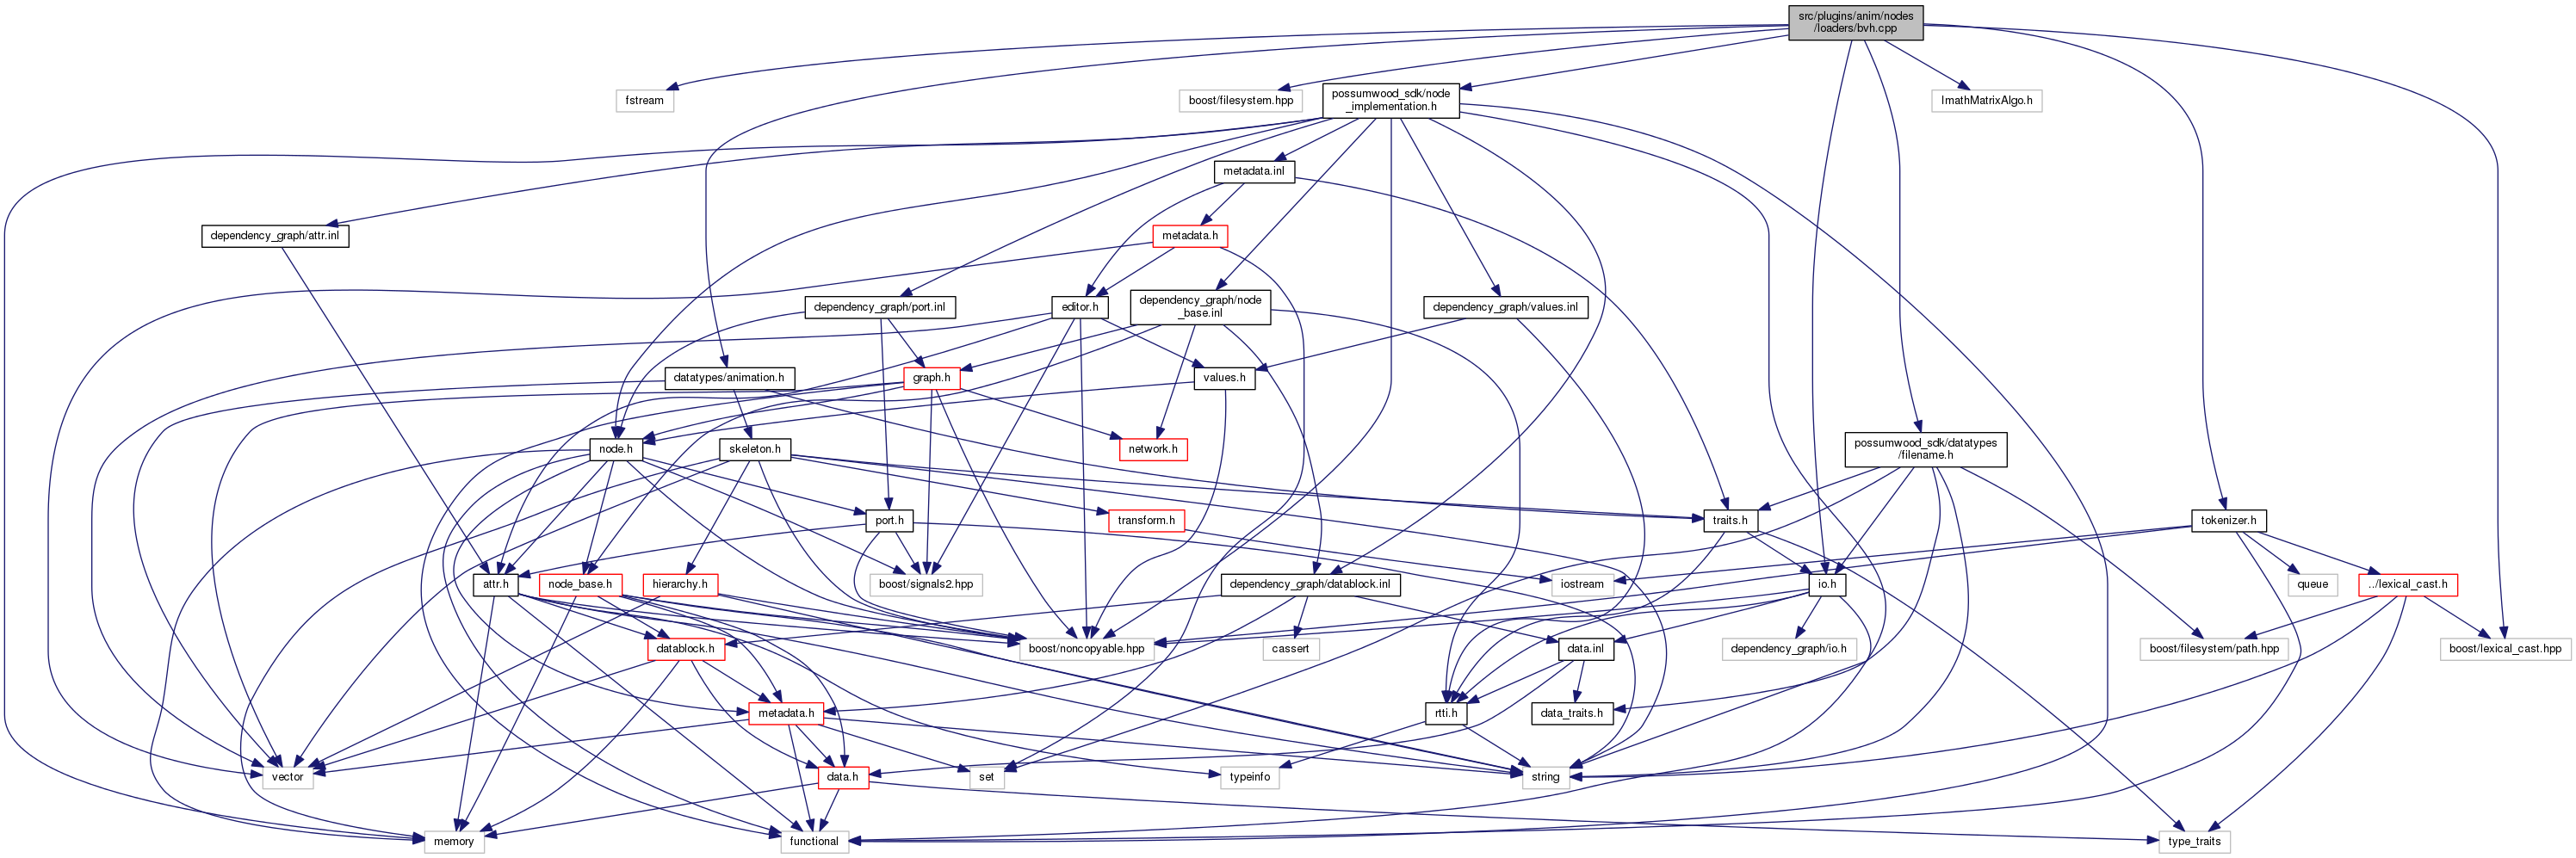 src/plugins/anim/nodes
/loaders/bvh.cpp
fstream
boost/filesystem.hpp
possumwood_sdk/node
_implementation.h
ImathMatrixAlgo.h
metadata.inl
dependency_graph/attr.inl
metadata.h
dependency_graph/port.inl
editor.h
dependency_graph/node
_base.inl
dependency_graph/values.inl
datatypes/animation.h
graph.h
values.h
node.h
skeleton.h
network.h
possumwood_sdk/datatypes
/filename.h
port.h
transform.h
traits.h
tokenizer.h
attr.h
node_base.h
hierarchy.h
boost/signals2.hpp
dependency_graph/datablock.inl
iostream
io.h
queue
../lexical_cast.h
datablock.h
boost/noncopyable.hpp
cassert
data.inl
dependency_graph/io.h
boost/filesystem/path.hpp
boost/lexical_cast.hpp
metadata.h
rtti.h
data_traits.h
vector
data.h
set
typeinfo
string
memory
functional
type_traits